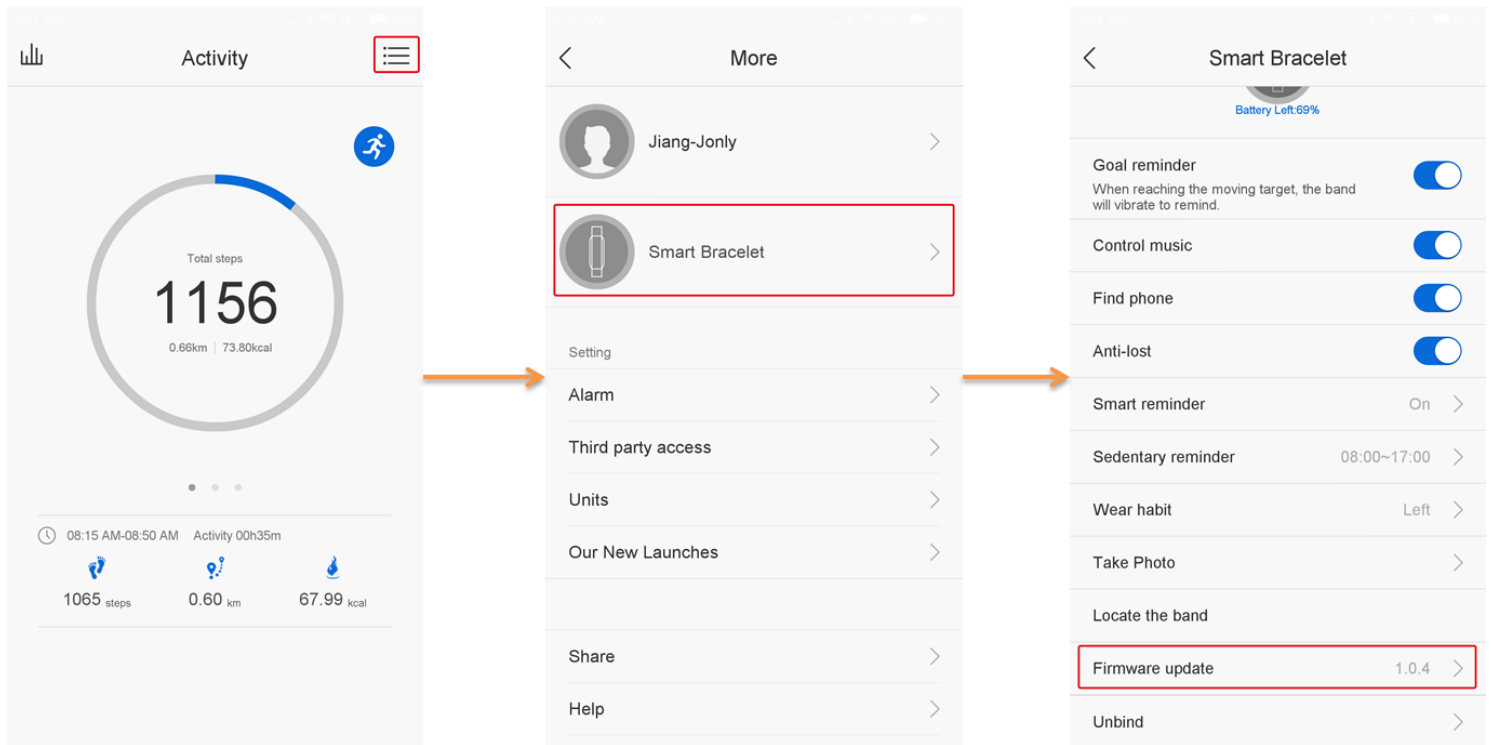 Activity
Total steps
1156
0.66km | 73.80kcal
08:15 AM-08:50 AM Activity 00h35m
1065 steps 0.60 km 67.99 kcal
More
Jiang-Jonly
Smart Bracelet
Setting
Alarm
Third party access
Units
Our New Launches
Share
Help
Smart Bracelet
Battery Left:69%
Goal reminder
When reaching the moving target, the band
will vibrate to remind.
Control music
Find phone
Anti-lost
Smart reminder On
Sedentary reminder 08:00~17:00
Wear habit Left
Take Photo
Locate the band
Firmware update 1.0.4
Unbind